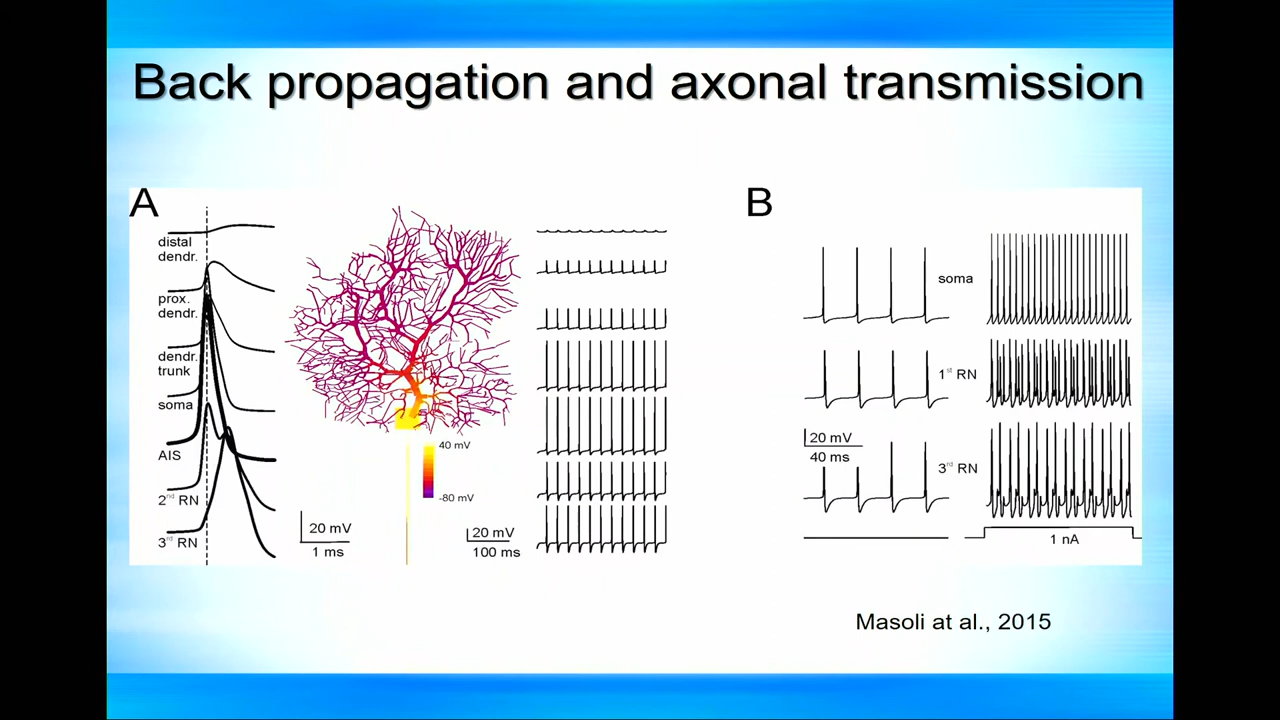 Back propagation and axonal transmission
A
distal
dendr.
prox.
dendr.
dendr.
trunk
soma
AIS
2nd RN
3rd RN
20 mV
1 ms
40 mV
-80 mV
20 mV
100 ms
B
soma
1st RN
3rd RN
20 mV
40 ms
1 nA
Masoli at al., 2015